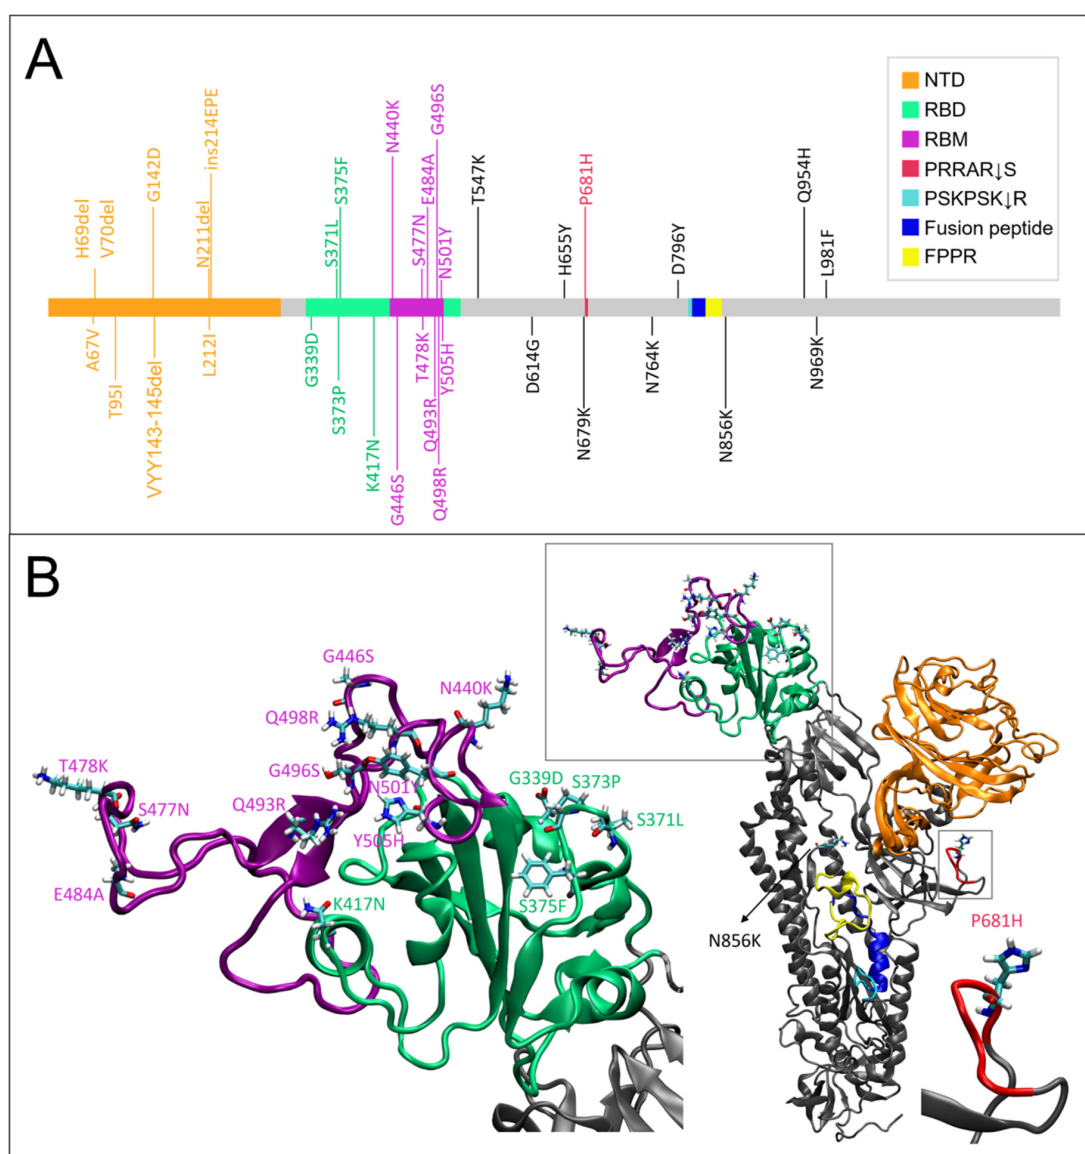 A
NTD
RBD
RBM
PRRAR↓S
PSKPSK↓R
Fusion peptide
FPPR
H69del
V70del
G142D
N211del
ins214EPE
S371L
S375F
N440K
S477N
E484A
G496S
N501Y
T547K
H655Y
P681H
D796Y
Q954H
L981F
A67V
T95I
VYY143-145del
L212I
G339D
S373P
K417N
G446S
T478K
Q493R
Q498R
Y505H
D614G
N679K
N764K
N856K
N969K
B
G446S
N440K
Q498R
T478K
G496S
G339D
S373P
N501Y
S477N
Q493R
S371L
Y505H
E484A
K417N
S375F
N856K
P681H